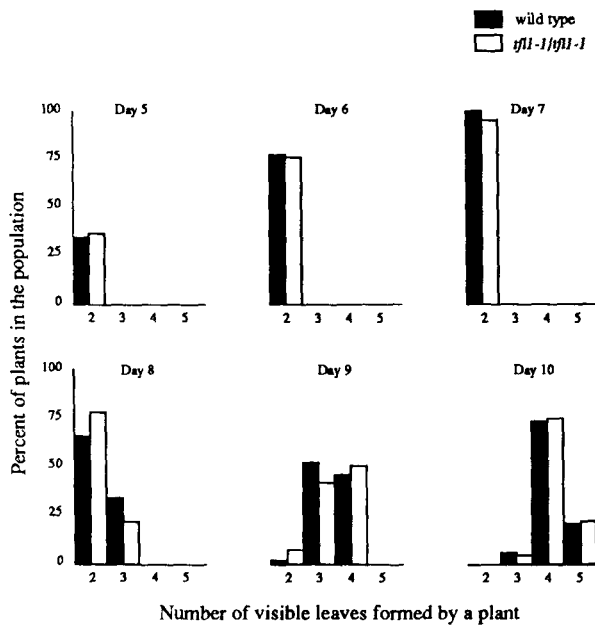 wild type
tfl1-1/tfl1-1
Percent of plants in the population
Day 5
Day 6
Day 7
100
75
50
25
0
2 3 4 5
2 3 4 5
2 3 4 5
Day 8
Day 9
Day 10
100
75
50
25
0
2 3 4 5
2 3 4 5
2 3 4 5
Number of visible leaves formed by a plant